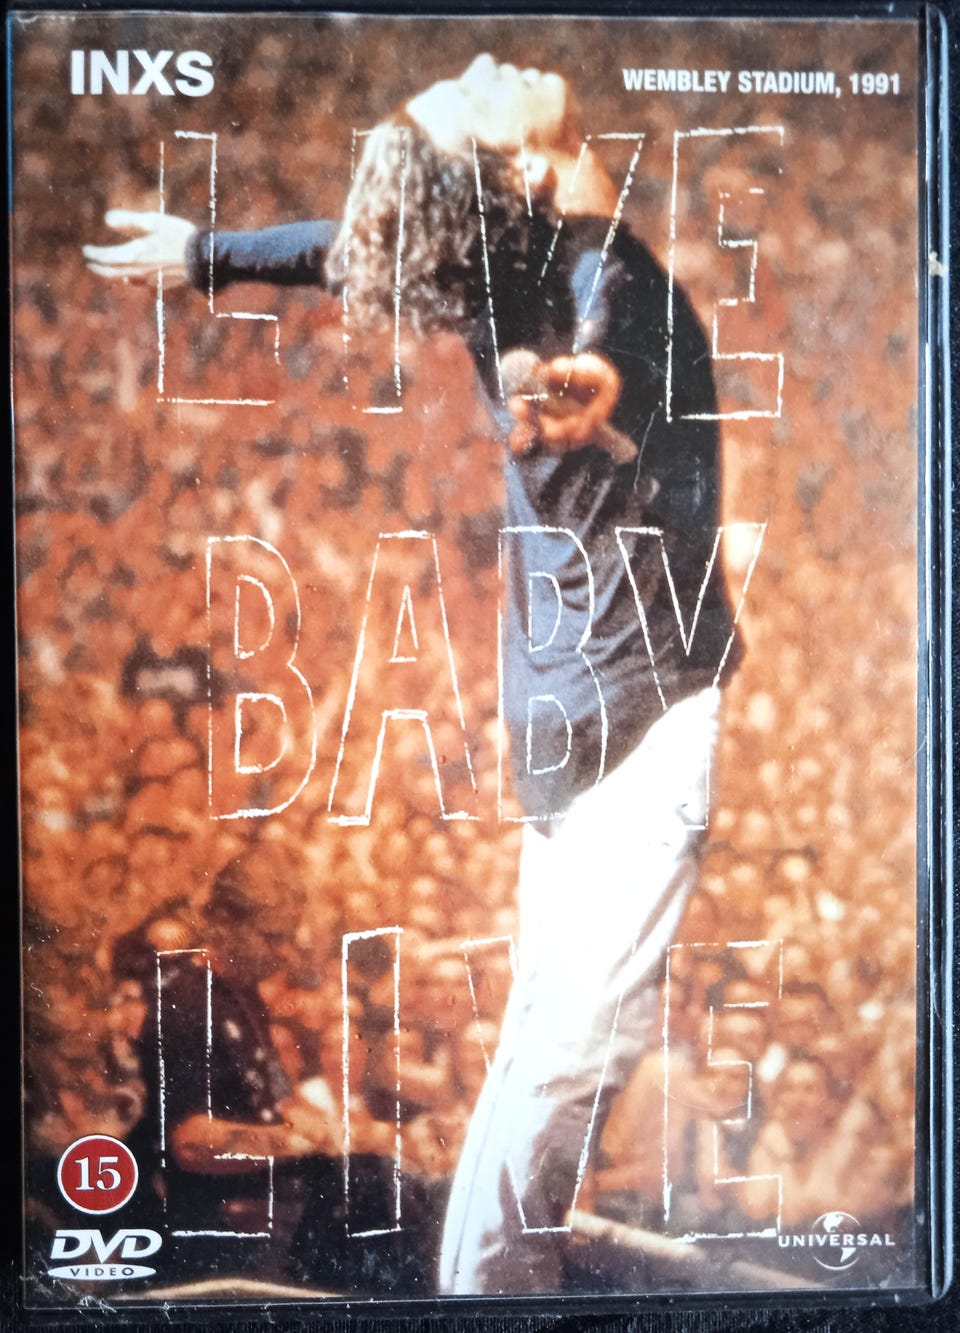 INXS
WEMBLEY STADIUM, 1991
LIVE
BABY
LIVE
15
DVD
VIDEO
UNIVERSAL